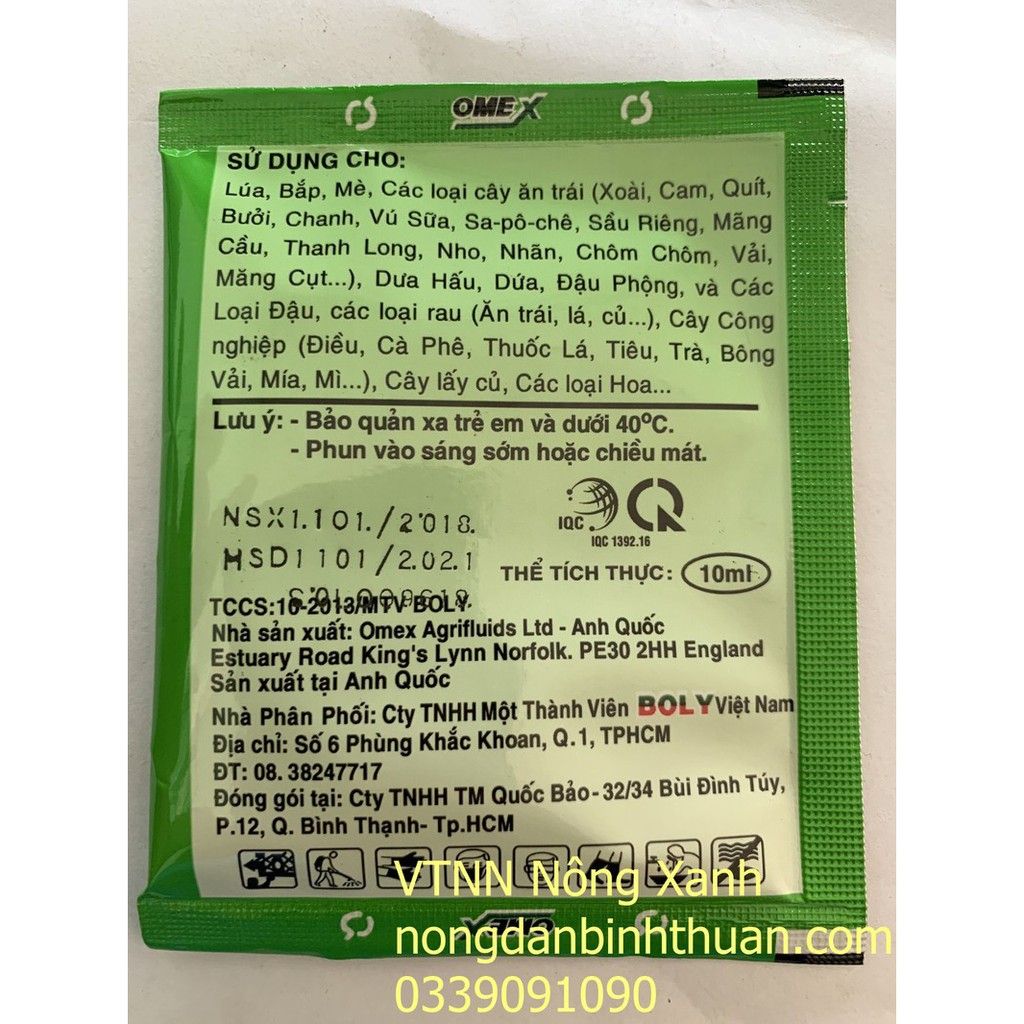 OMEX
SỬ DỤNG CHO:
Lúa, Bắp, Mè, Các loại cây ăn trái (Xoài, Cam, Quít,
Bưởi, Chanh, Vú Sữa, Sa-pô-chê, Sầu Riêng, Mãng
Cầu, Thanh Long, Nho, Nhãn, Chôm Chôm, Vải,
Măng Cụt...), Dưa Hấu, Dứa, Đậu Phộng, và Các
Loại Đậu, các loại rau (Ăn trái, lá, củ...), Cây Công
nghiệp (Điều, Cà Phê, Thuốc Lá, Tiêu, Trà, Bông
Vải, Mía, Mì...), Cây lấy củ, Các loại Hoa...
Lưu ý: - Bảo quản xa trẻ em và dưới 40ºC.
- Phun vào sáng sớm hoặc chiều mát.
NSX1.101./2018.
HSD1101/2.02.1
IQC
IQC 1392.16
THỂ TÍCH THỰC: 10ml
TCCS:10-2013/MTV BOLY
Nhà sản xuất: Omex Agrifluids Ltd - Anh Quốc
Estuary Road King's Lynn Norfolk. PE30 2HH England
Sản xuất tại Anh Quốc
Nhà Phân Phối: Cty TNHH Một Thành Viên BOLY Việt Nam
Địa chỉ: Số 6 Phùng Khắc Khoan, Q.1, TPHCM
ĐT: 08. 38247717
Đóng gói tại: Cty TNHH TM Quốc Bảo- 32/34 Bùi Đình Túy,
P.12, Q. Bình Thạnh- Tp.HCM
OMEX
VTNN Nông Xanh
nongdanbinhthuan.com
0339091090